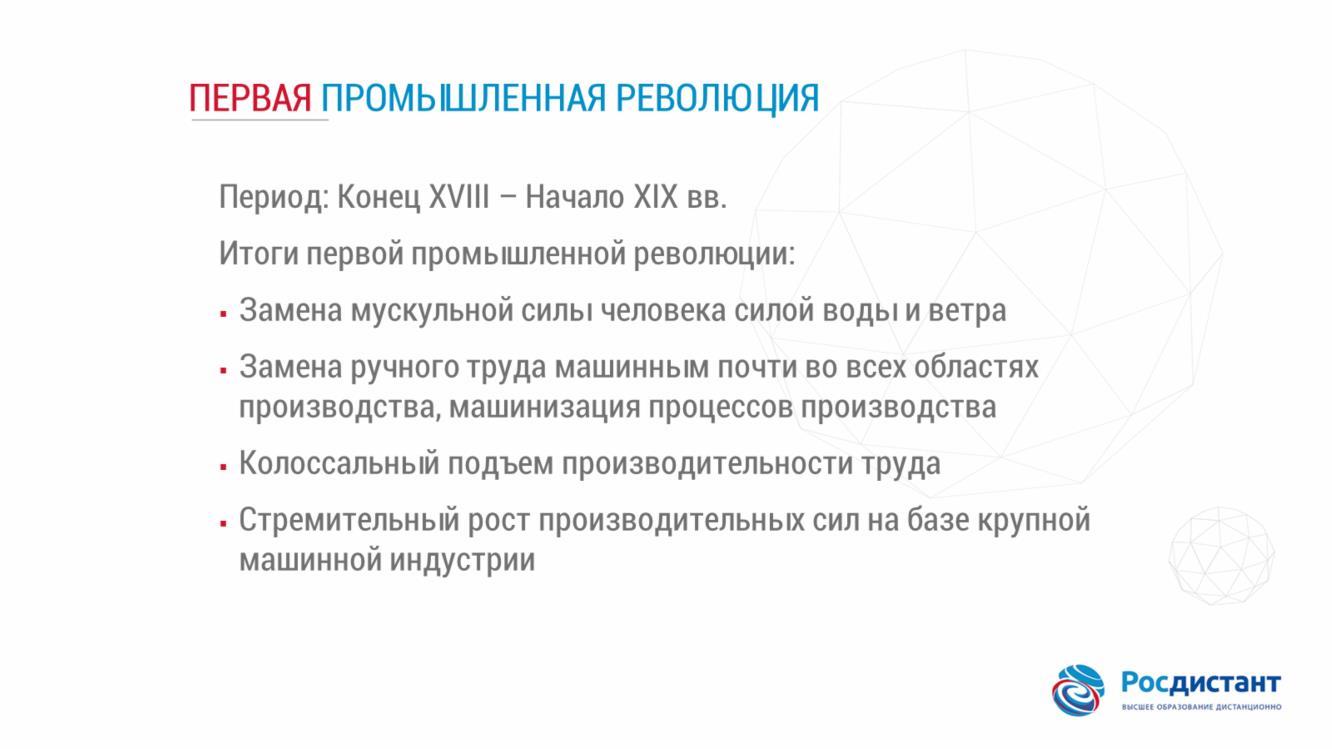 ПЕРВАЯ ПРОМЫШЛЕННАЯ РЕВОЛЮЦИЯ
Период: Конец XVIII – Начало XIX вв.
Итоги первой промышленной революции:
▪ Замена мускульной силы человека силой воды и ветра
▪ Замена ручного труда машинным почти во всех областях
производства, машинизация процессов производства
▪ Колоссальный подъем производительности труда
▪ Стремительный рост производительных сил на базе крупной
машинной индустрии
Росдистант
ВЫСШЕЕ ОБРАЗОВАНИЕ ДИСТАНЦИОННО